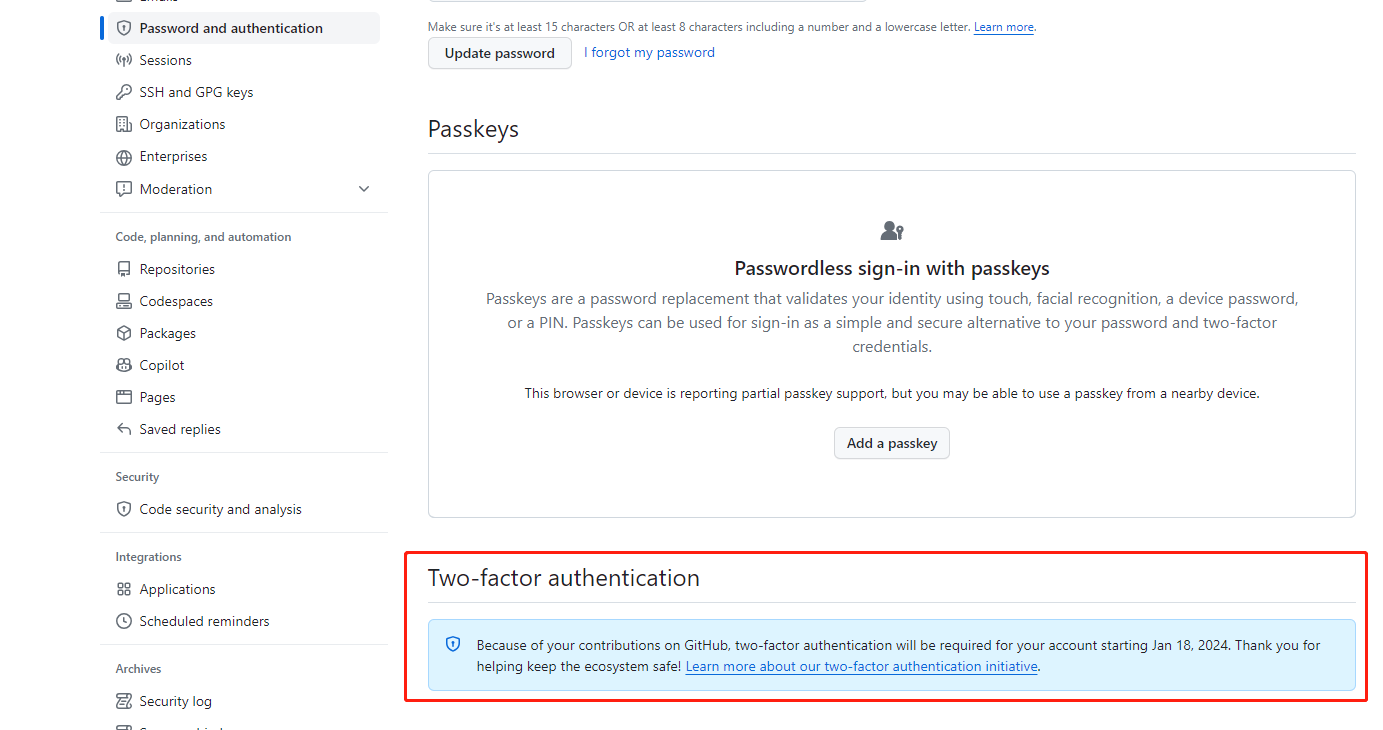 Password and authentication
Sessions
SSH and GPG keys
Organizations
Enterprises
Moderation
Code, planning, and automation
Repositories
Codespaces
Packages
Copilot
Pages
Saved replies
Security
Code security and analysis
Integrations
Applications
Scheduled reminders
Archives
Security log
Make sure it's at least 15 characters OR at least 8 characters including a number and a lowercase letter. Learn more.
Update password
I forgot my password
Passkeys
Passwordless sign-in with passkeys
Passkeys are a password replacement that validates your identity using touch, facial recognition, a device password,
or a PIN. Passkeys can be used for sign-in as a simple and secure alternative to your password and two-factor
credentials.
This browser or device is reporting partial passkey support, but you may be able to use a passkey from a nearby device.
Add a passkey
Two-factor authentication
Because of your contributions on GitHub, two-factor authentication will be required for your account starting Jan 18, 2024. Thank you for
helping keep the ecosystem safe! Learn more about our two-factor authentication initiative.